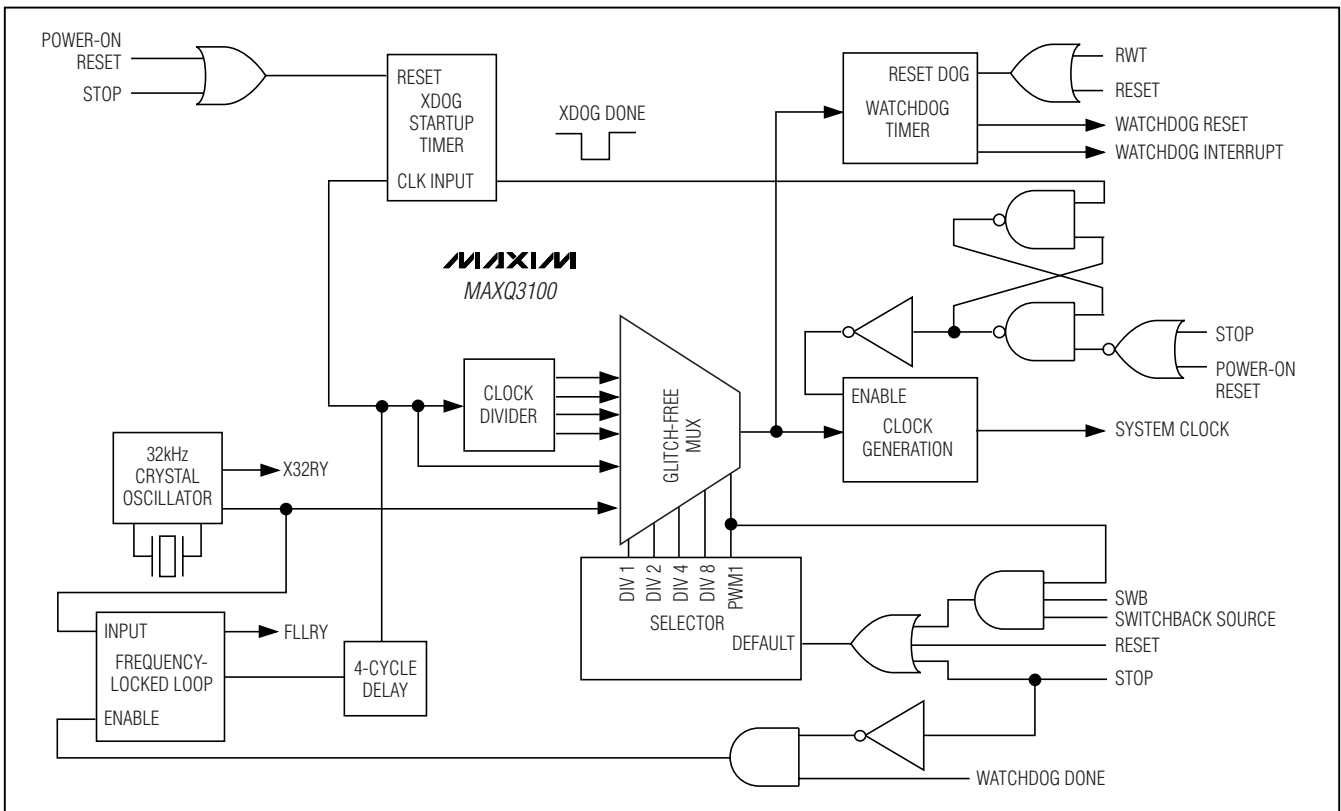 POWER-ON
RESET
STOP
RESET
XDOG
STARTUP
TIMER
CLK INPUT
XDOG DONE
RESET DOG
WATCHDOG
TIMER
RWT
RESET
WATCHDOG RESET
WATCHDOG INTERRUPT
MAXIM
MAXQ3100
STOP
POWER-ON
RESET
CLOCK
DIVIDER
GLITCH-FREE
MUX
ENABLE
CLOCK
GENERATION
SYSTEM CLOCK
32kHz
CRYSTAL
OSCILLATOR
X32RY
DIV 1
DIV 2
DIV 4
DIV 8
PWM1
SELECTOR
DEFAULT
SWB
SWITCHBACK SOURCE
RESET
STOP
INPUT
FREQUENCY-
LOCKED LOOP
ENABLE
FLLRY
4-CYCLE
DELAY
WATCHDOG DONE